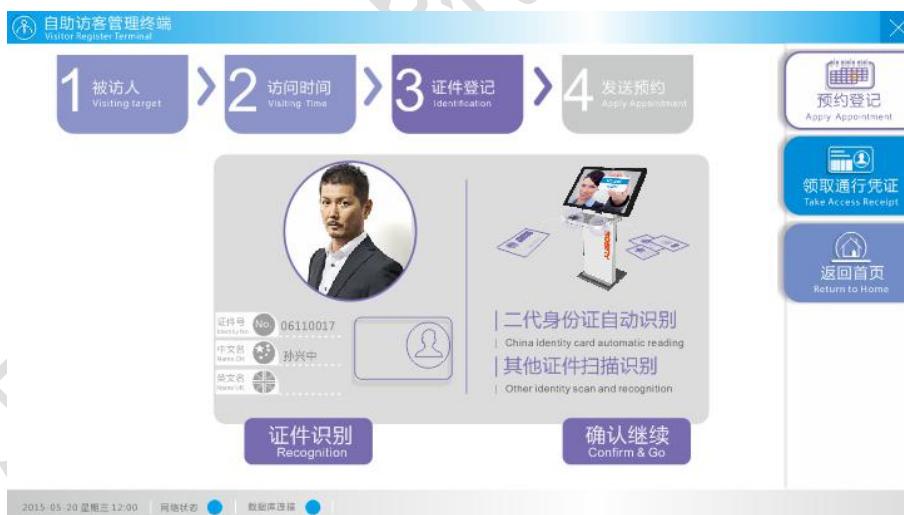 自助访客管理终端
Visitor Register Terminal
1 被访人
Visiting target
2 访问时间
Visiting Time
3 证件登记
Identification
4 发送预约
Apply Appointment
预约登记
Apply Appointment
领取通行凭证
Take Access Receipt
返回首页
Return to Home
证件号 No. 06110017
Identity No
中文名 孙兴中
Name CN
英文名
Name UK
二代身份证自动识别
China Identity card automatic reading
其他证件扫描识别
Other identity scan and recognition
证件识别
Recognition
确认继续
Confirm & Go
2015-05-20 星期三 12:00 网络状态 数据库连接